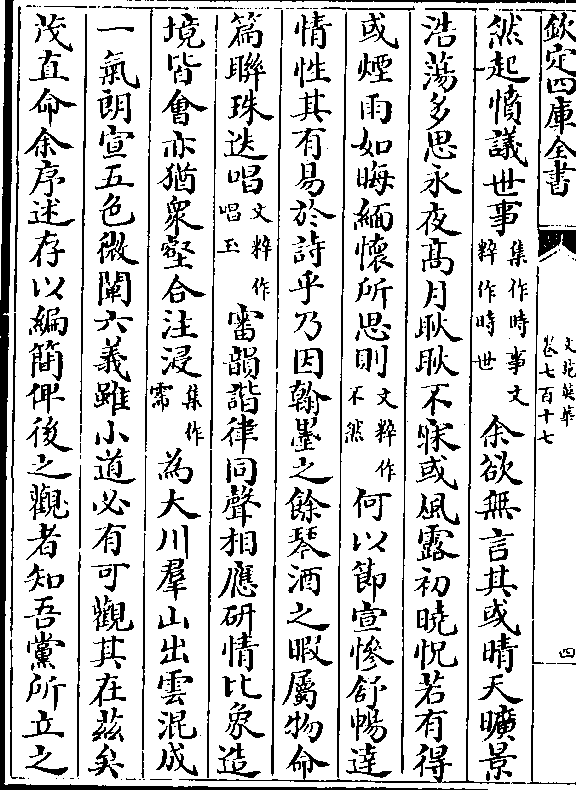 欽定四庫全書
文苑英華
卷七百十七
四
然起憤議世事集作時事文粹作時世余欲無言其或晴天曠景
浩蕩多思永夜高月耿耿不寐或風露初曉怳若有得
或煙雨如晦緬懷所思則文粹作不然何以節宣慘舒暢達
情性其有易於詩乎乃因翰墨之餘琴酒之暇屬物命
篇聯珠迭唱文粹作唱玉審韻諧律同聲相應研情比象造
境皆會亦猶衆壑合注浸集作霈為大川羣山出雲混成
一氣朗宣五色微闡六義雖小道必有可觀其在茲矣
茂直命余序述存以編簡俾後之觀者知吾黨所立之